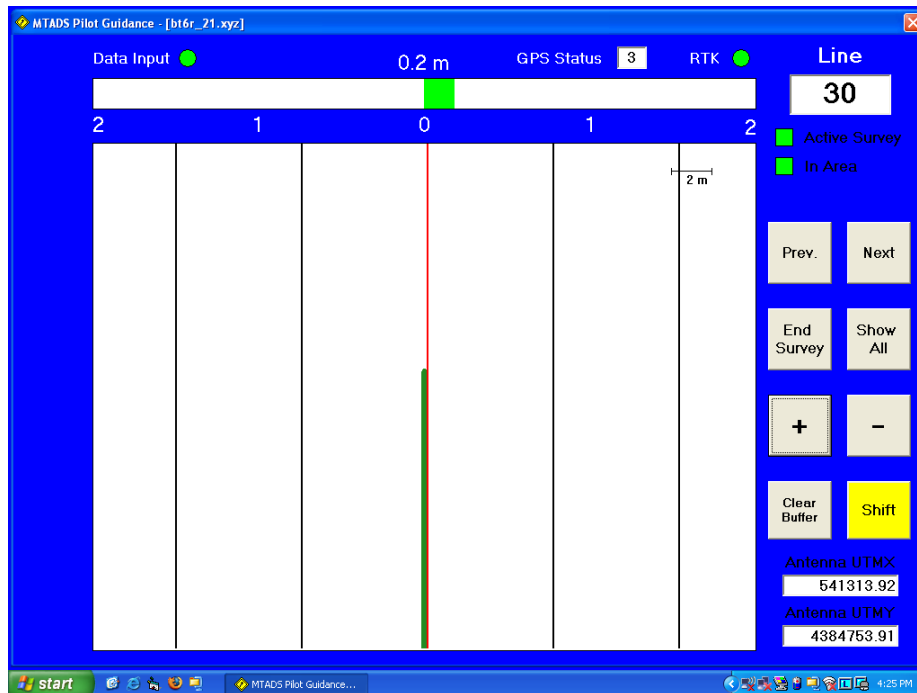 MTADS Pilot Guidance - [bt6r_21.xyz]
Data Input
0.2 m
GPS Status 3
RTK
Line
30
2 1 0 1 2
Active Survey
In Area
2 m
Prev. Next
End Survey
Show All
+ -
Clear Buffer
Shift
Antenna UTMX
541313.92
Antenna UTMY
4384753.91
start
MTADS Pilot Guidance...
4:25 PM